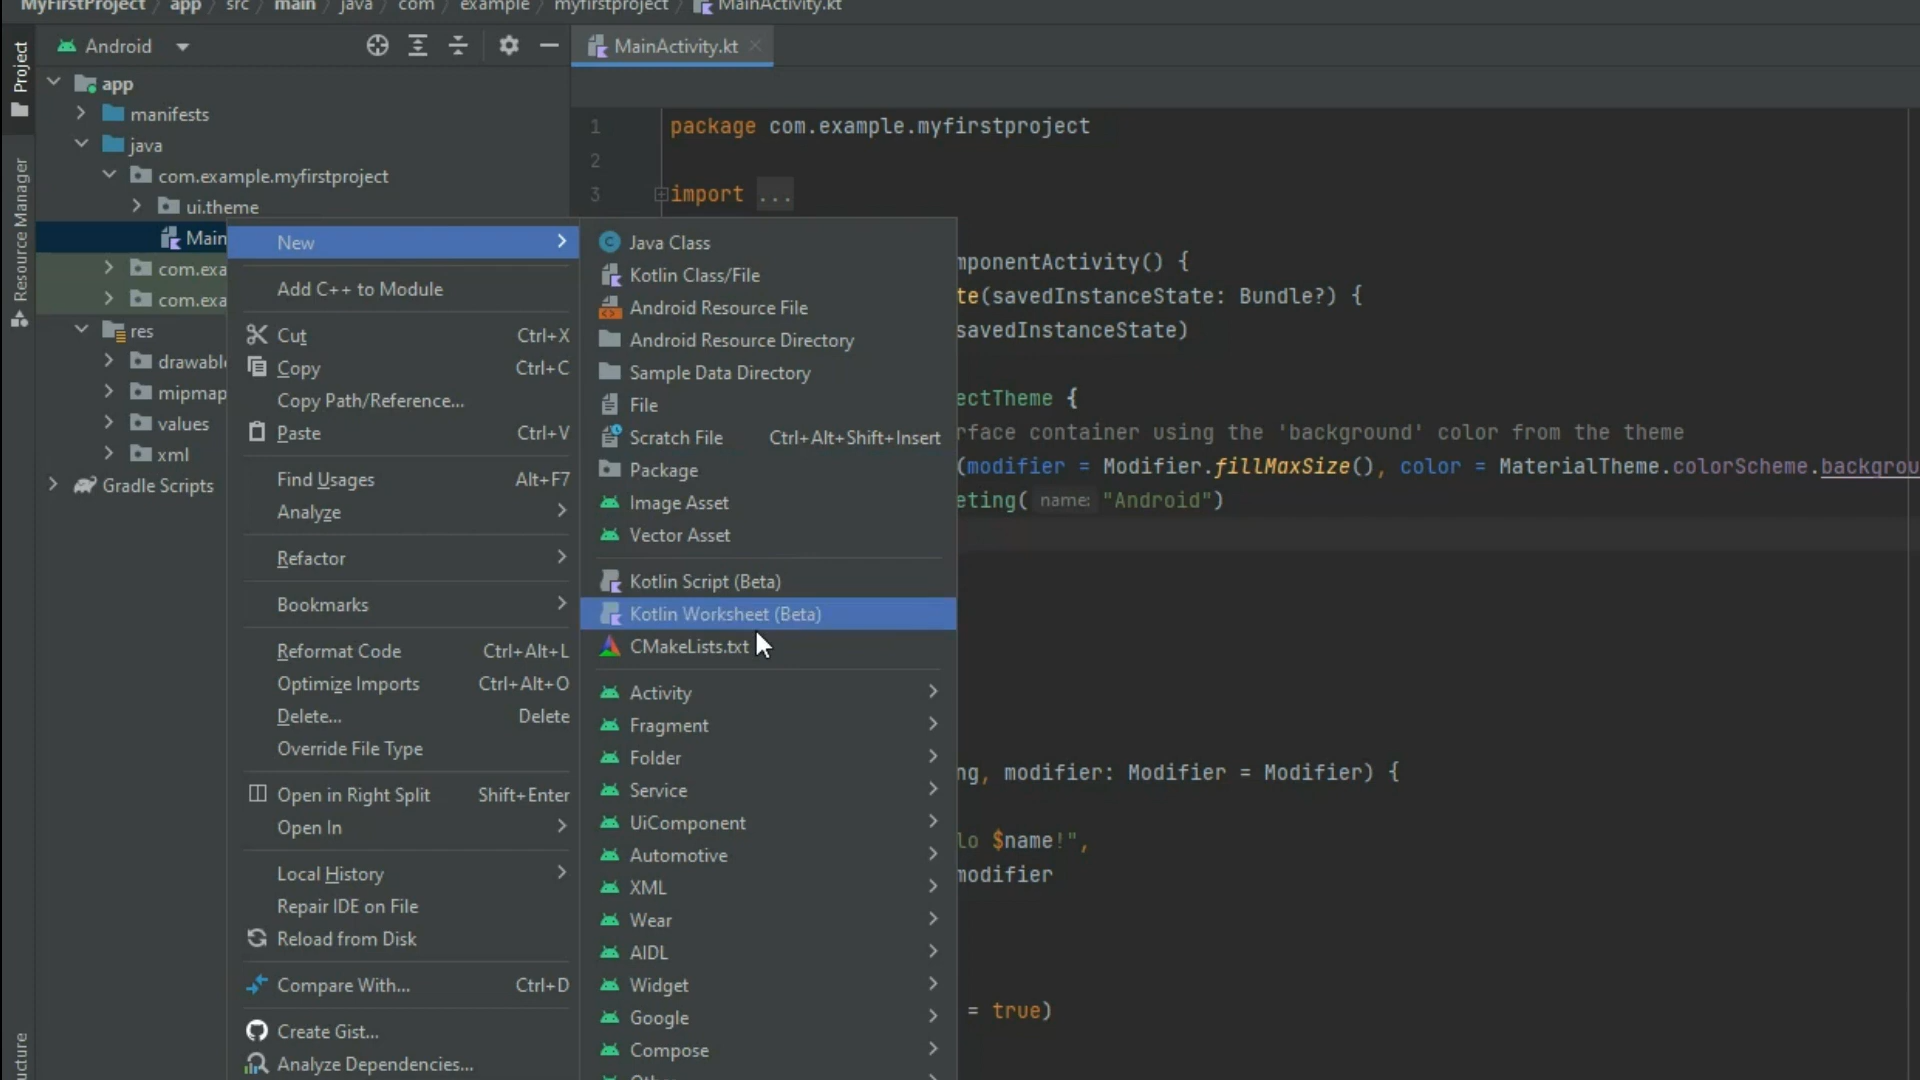 MyFirstProject app src main java com example myfirstproject MainActivity.kt
Project
Resource Manager
Android
app
manifests
java
com.example.myfirstproject
ui.theme
Main
com.exa
com.exa
res
drawabl
mipmap
values
xml
Gradle Scripts
New
Add C++ to Module
Cut Ctrl+X
Copy Ctrl+C
Copy Path/Reference...
Paste Ctrl+V
Find Usages Alt+F7
Analyze
Refactor
Bookmarks
Reformat Code Ctrl+Alt+L
Optimize Imports Ctrl+Alt+O
Delete... Delete
Override File Type
Open in Right Split Shift+Enter
Open In
Local History
Repair IDE on File
Reload from Disk
Compare With... Ctrl+D
Create Gist...
Analyze Dependencies...
Java Class
Kotlin Class/File
Android Resource File
Android Resource Directory
Sample Data Directory
File
Scratch File Ctrl+Alt+Shift+Insert
Package
Image Asset
Vector Asset
Kotlin Script (Beta)
Kotlin Worksheet (Beta)
CMakeLists.txt
Activity
Fragment
Folder
Service
UiComponent
Automotive
XML
Wear
AIDL
Widget
Google
Compose
MainActivity.kt
1 package com.example.myfirstproject
2
3 import ...
mponentActivity() {
te(savedInstanceState: Bundle?) {
savedInstanceState)
ectTheme {
rface container using the 'background' color from the theme
(modifier = Modifier.fillMaxSize(), color = MaterialTheme.colorScheme.backgrou
eting( name: "Android")
ng, modifier: Modifier = Modifier) {
lo $name!",
modifier
= true)
ucture